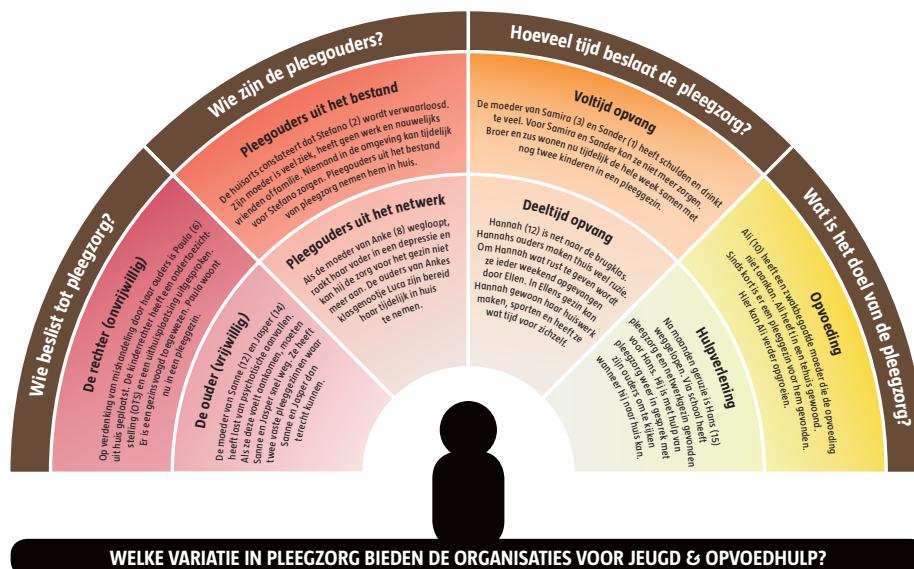 Wie beslist tot pleegzorg?
De rechter (onvrijwillig)
Op verdenking van mishandeling door haar ouders is Paula (6)
uit huis geplaatst. De kinderrechter heeft een ondertoezicht-
stelling (OTS) en een uithuisplaatsing uitgesproken.
Er is een gezinsvoogd toegewezen. Paula woont
nu in een pleeggezin.
De ouder (vrijwillig)
De moeder van Sanne (12) en Jasper (14)
heeft last van psychotische aanvallen.
Als ze deze voelt aankomen, moeten
Sanne en Jasper snel weg. Ze heeft
twee vaste pleeggezinnen waar
Sanne en Jasper dan
terecht kunnen.
Wie zijn de pleegouders?
Pleegouders uit het bestand
De huisarts constateert dat Stefano (2) wordt verwaarloosd.
Zijn moeder is veel ziek, heeft geen werk en nauwelijks
vrienden of familie. Niemand in de omgeving kan tijdelijk
voor Stefano zorgen. Pleegouders uit het bestand
van pleegzorg nemen hem in huis.
Pleegouders uit het netwerk
Als de moeder van Anke (8) wegloopt,
raakt haar vader in een depressie en
kan hij de zorg voor het gezin niet
meer aan. De ouders van Ankes
klasgenootje Luca zijn bereid
haar tijdelijk in huis
te nemen.
Hoeveel tijd beslaat de pleegzorg?
Voltijd opvang
De moeder van Samira (3) en Sander (1) heeft schulden en drinkt
te veel. Voor Samira en Sander kan ze niet meer zorgen.
Broer en zus wonen nu tijdelijk de hele week samen met
nog twee kinderen in een pleeggezin.
Deeltijd opvang
Hannah (12) is net naar de brugklas.
Hannahs ouders maken thuis veel ruzie.
Om Hannah wat rust te geven wordt
ze ieder weekend opgevangen
door Ellen. In Ellens gezin kan
Hannah gewoon haar huiswerk
maken, sporten en heeft ze
wat tijd voor zichzelf.
Wat is het doel van de pleegzorg?
Opvoeding
Ali (10) heeft een zwakbegaafde moeder die de opvoeding
niet aankan. Ali heeft in een tehuis gewoond.
Sinds kort is er een pleeggezin voor hem gevonden.
Hier kan Ali verder opgroeien.
Hulpverlening
Na maanden geruzie is Hans (15)
weggelopen. Via school heeft
pleegzorg een netwerkgezin gevonden
voor Hans. Hij is met hulp van
pleegzorg weer in gesprek met
zijn ouders om te kijken
wanneer hij naar huis kan.
WELKE VARIATIE IN PLEEGZORG BIEDEN DE ORGANISATIES VOOR JEUGD & OPVOEDHULP?